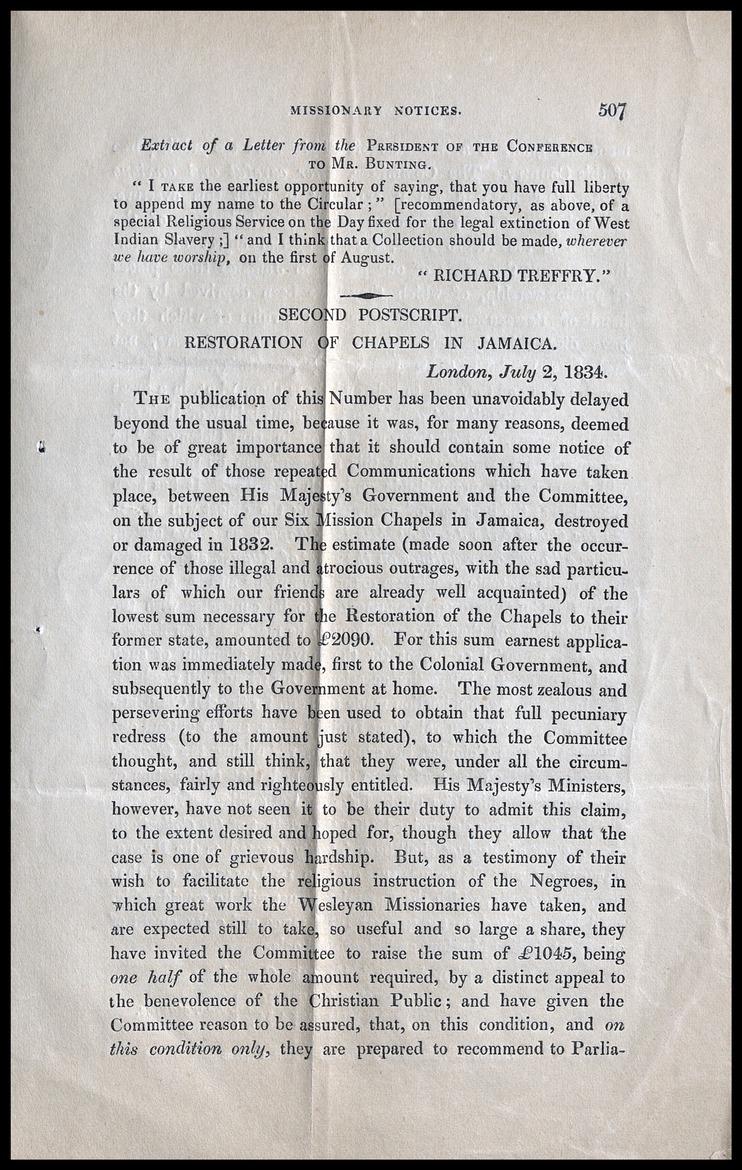 MISSIONARY NOTICES. 507
Extract of a Letter from the PRESIDENT OF THE CONFERENCE
TO MR. BUNTING.
“ I TAKE the earliest opportunity of saying, that you have full liberty
to append my name to the Circular ; ” [recommendatory, as above, of a
special Religious Service on the Day fixed for the legal extinction of West
Indian Slavery ;] “ and I think that a Collection should be made, wherever
we have worship, on the first of August.
“ RICHARD TREFFRY.”
SECOND POSTSCRIPT.
RESTORATION OF CHAPELS IN JAMAICA.
London, July 2, 1834.
THE publication of this Number has been unavoidably delayed
beyond the usual time, because it was, for many reasons, deemed
to be of great importance that it should contain some notice of
the result of those repeated Communications which have taken
place, between His Majesty’s Government and the Committee,
on the subject of our Six Mission Chapels in Jamaica, destroyed
or damaged in 1832. The estimate (made soon after the occur-
rence of those illegal and atrocious outrages, with the sad particu-
lars of which our friends are already well acquainted) of the
lowest sum necessary for the Restoration of the Chapels to their
former state, amounted to £2090. For this sum earnest applica-
tion was immediately made, first to the Colonial Government, and
subsequently to the Government at home. The most zealous and
persevering efforts have been used to obtain that full pecuniary
redress (to the amount just stated), to which the Committee
thought, and still think, that they were, under all the circum-
stances, fairly and righteously entitled. His Majesty’s Ministers,
however, have not seen it to be their duty to admit this claim,
to the extent desired and hoped for, though they allow that the
case is one of grievous hardship. But, as a testimony of their
wish to facilitate the religious instruction of the Negroes, in
which great work the Wesleyan Missionaries have taken, and
are expected still to take, so useful and so large a share, they
have invited the Committee to raise the sum of £1045, being
one half of the whole amount required, by a distinct appeal to
the benevolence of the Christian Public ; and have given the
Committee reason to be assured, that, on this condition, and on
this condition only, they are prepared to recommend to Parlia-